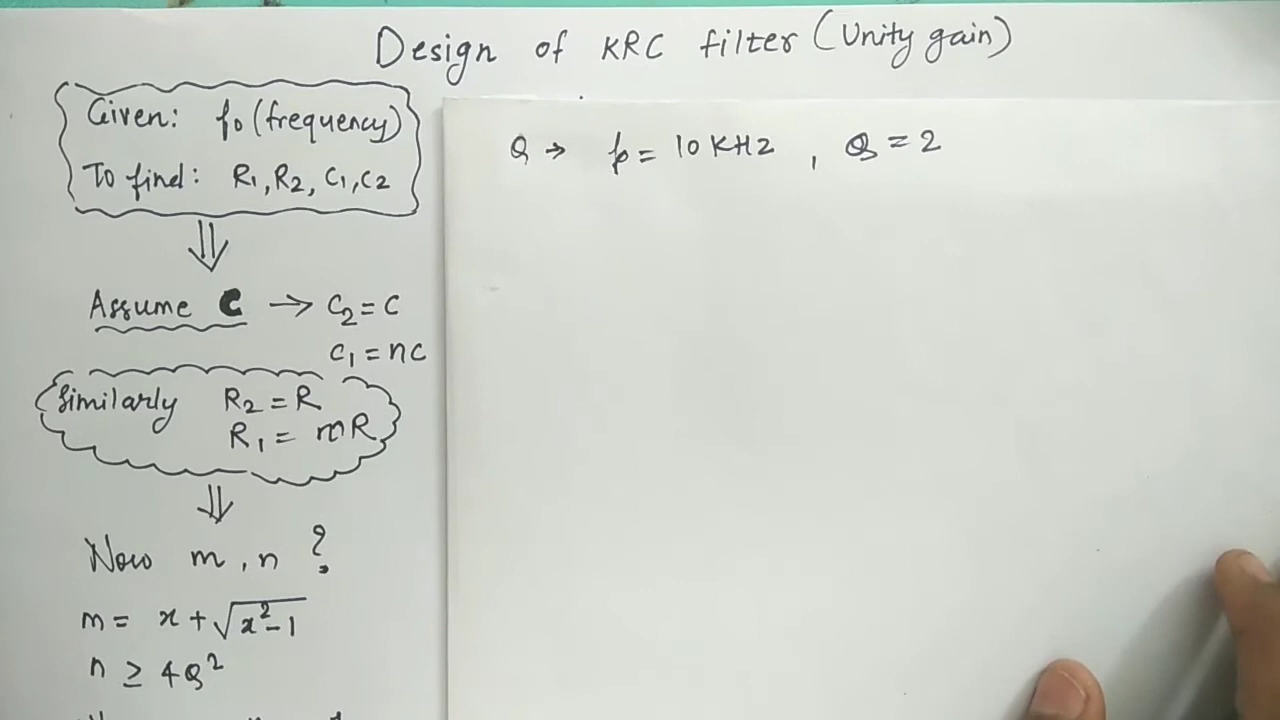 Design of KRC filter (Unity gain)
Given: f0 (frequency)
To find: R1, R2, C1, C2
⇓
Assume C → C2 = C
C1 = nC
Similarly R2 = R
R1 = mR
⇓
Now m, n ?
m = x + √x²-1
n ≥ 4Q²
Q → f0 = 10 KHz , Q = 2